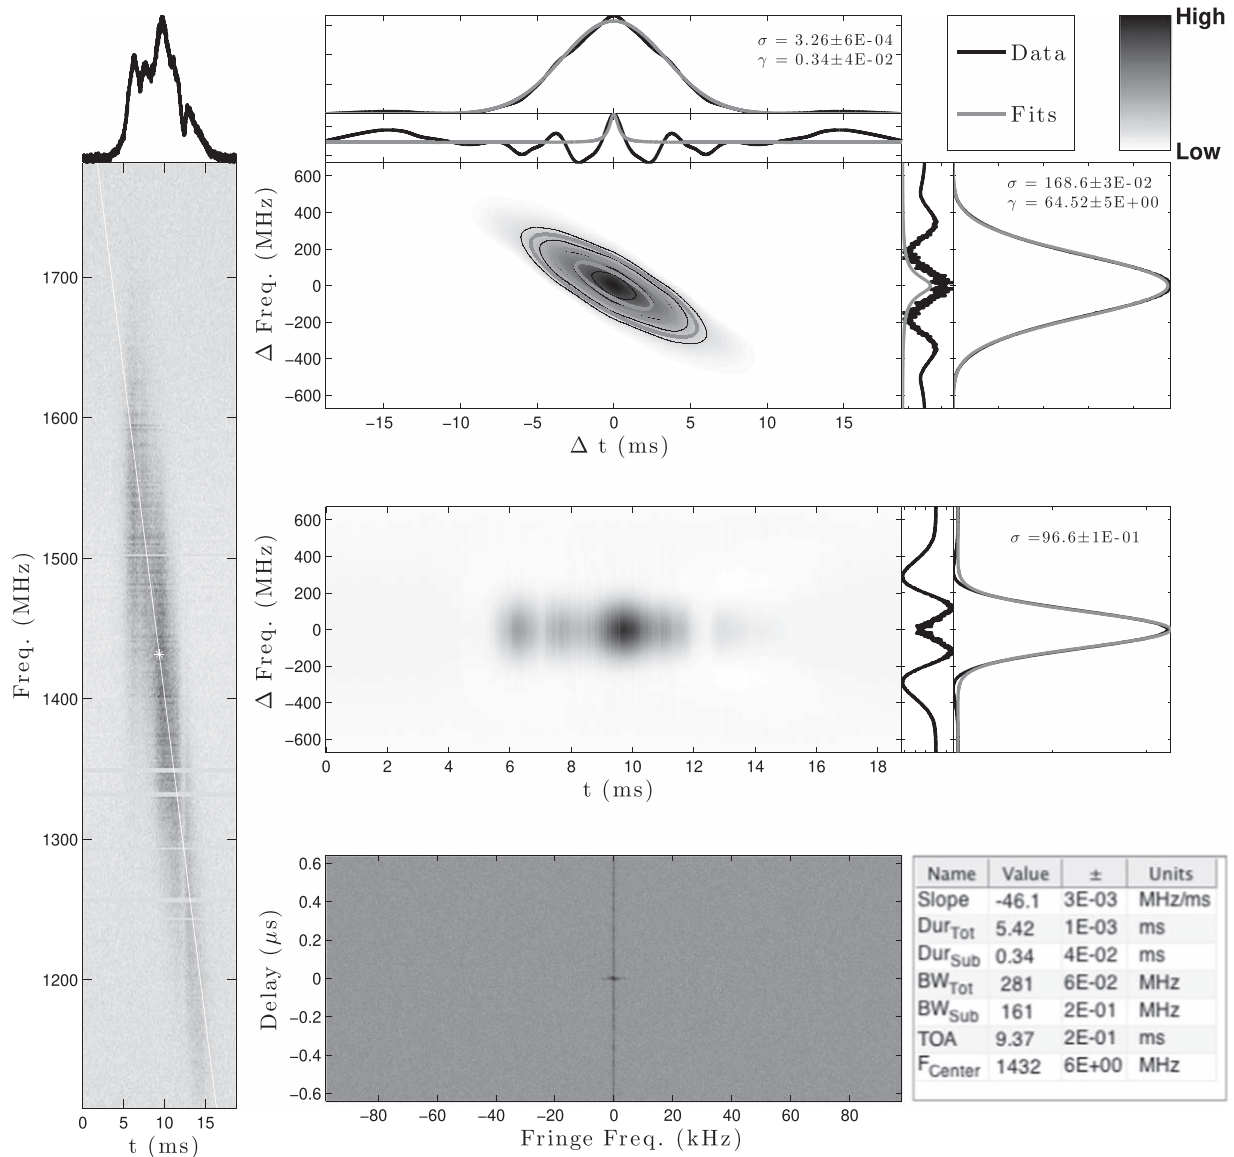 High
Low
Data
Fits
σ = 3.26±6E-04
γ = 0.34±4E-02
600
400
200
0
−200
−400
−600
Δ Freq. (MHz)
−15 −10 −5 0 5 10 15
Δ t (ms)
σ = 168.6±3E-02
γ = 64.52±5E+00
0 5 10 15
1700
1600
1500
1400
1300
1200
Freq. (MHz)
0 5 10 15
t (ms)
600
400
200
0
−200
−400
−600
Δ Freq. (MHz)
0 2 4 6 8 10 12 14 16 18
t (ms)
σ =96.6±1E-01
0.6
0.4
0.2
0
−0.2
−0.4
−0.6
Delay (μs)
−80 −60 −40 −20 0 20 40 60 80
Fringe Freq. (kHz)
Name Value ± Units
Slope -46.1 3E-03 MHz/ms
DurTot 5.42 1E-03 ms
DurSub 0.34 4E-02 ms
BWTot 281 6E-02 MHz
BWSub 161 2E-01 MHz
TOA 9.37 2E-01 ms
FCenter 1432 6E+00 MHz